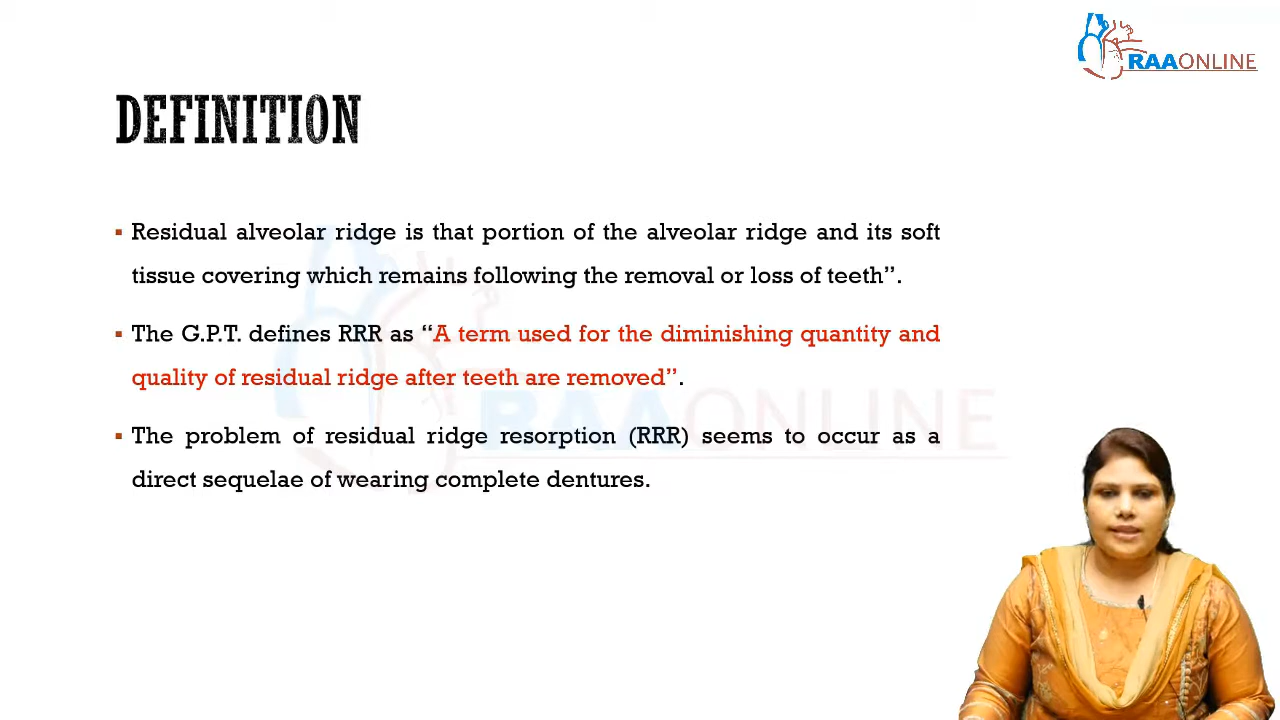 RAAONLINE
DEFINITION
▪ Residual alveolar ridge is that portion of the alveolar ridge and its soft
tissue covering which remains following the removal or loss of teeth”.
▪ The G.P.T. defines RRR as “A term used for the diminishing quantity and
quality of residual ridge after teeth are removed”.
▪ The problem of residual ridge resorption (RRR) seems to occur as a
direct sequelae of wearing complete dentures.
RAAONLINE